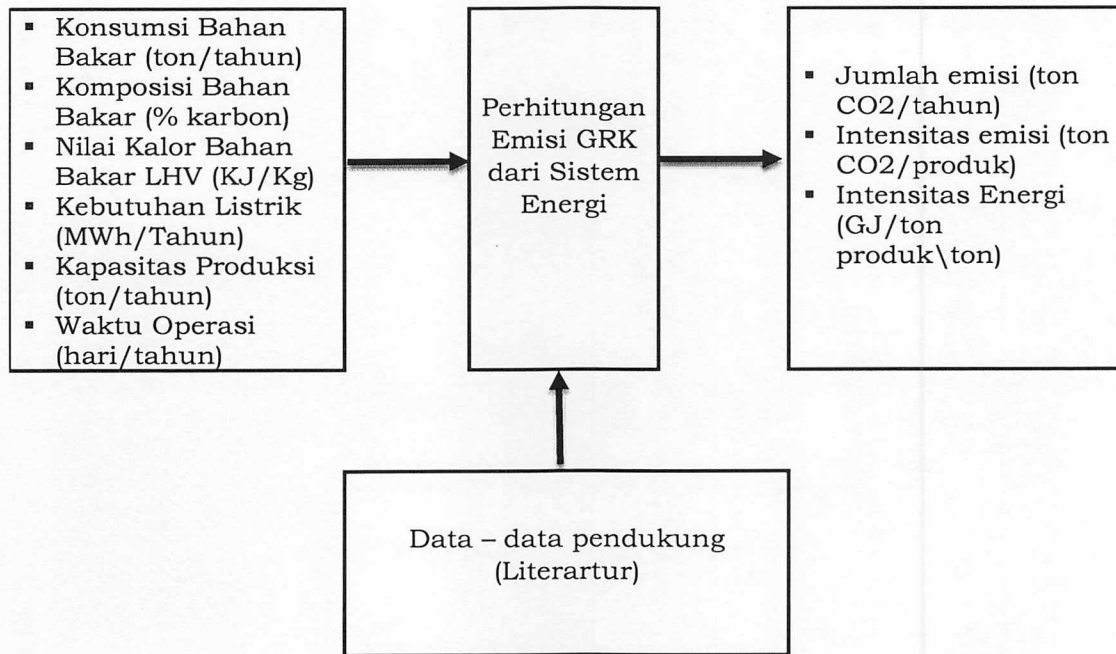 ▪ Konsumsi Bahan
Bakar (ton/tahun)
▪ Komposisi Bahan
Bakar (% karbon)
▪ Nilai Kalor Bahan
Bakar LHV (KJ/Kg)
▪ Kebutuhan Listrik
(MWh/Tahun)
▪ Kapasitas Produksi
(ton/tahun)
▪ Waktu Operasi
(hari/tahun)
Perhitungan
Emisi GRK
dari Sistem
Energi
▪ Jumlah emisi (ton
CO2/tahun)
▪ Intensitas emisi (ton
CO2/produk)
▪ Intensitas Energi
(GJ/ton
produk\ton)
Data – data pendukung
(Literartur)